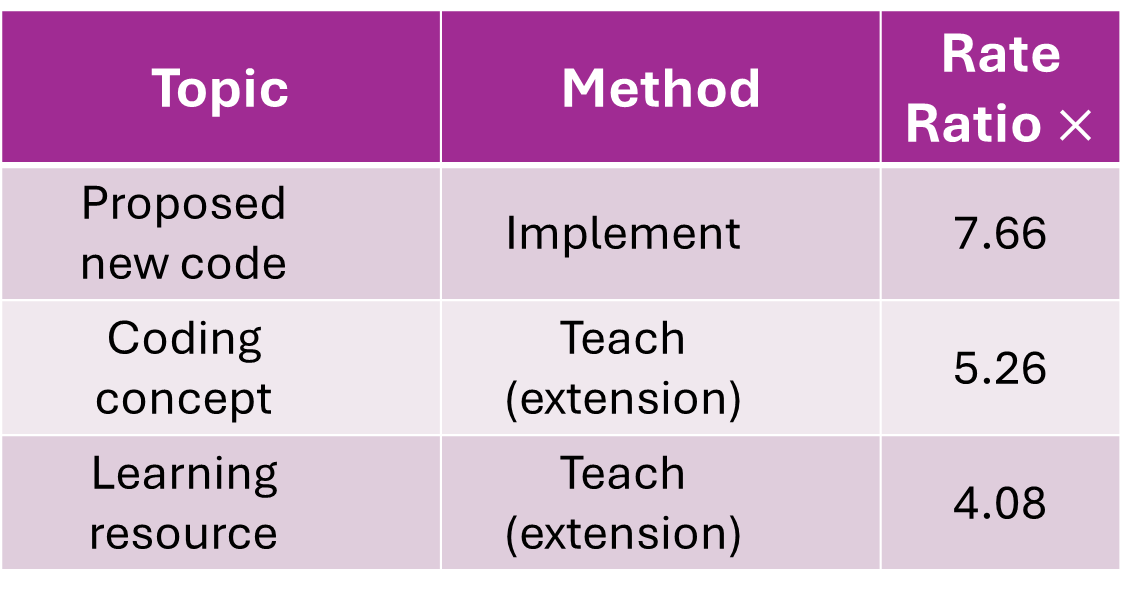 Topic
Method
Rate
Ratio ×
Proposed
new code
Implement
7.66
Coding
concept
Teach
(extension)
5.26
Learning
resource
Teach
(extension)
4.08